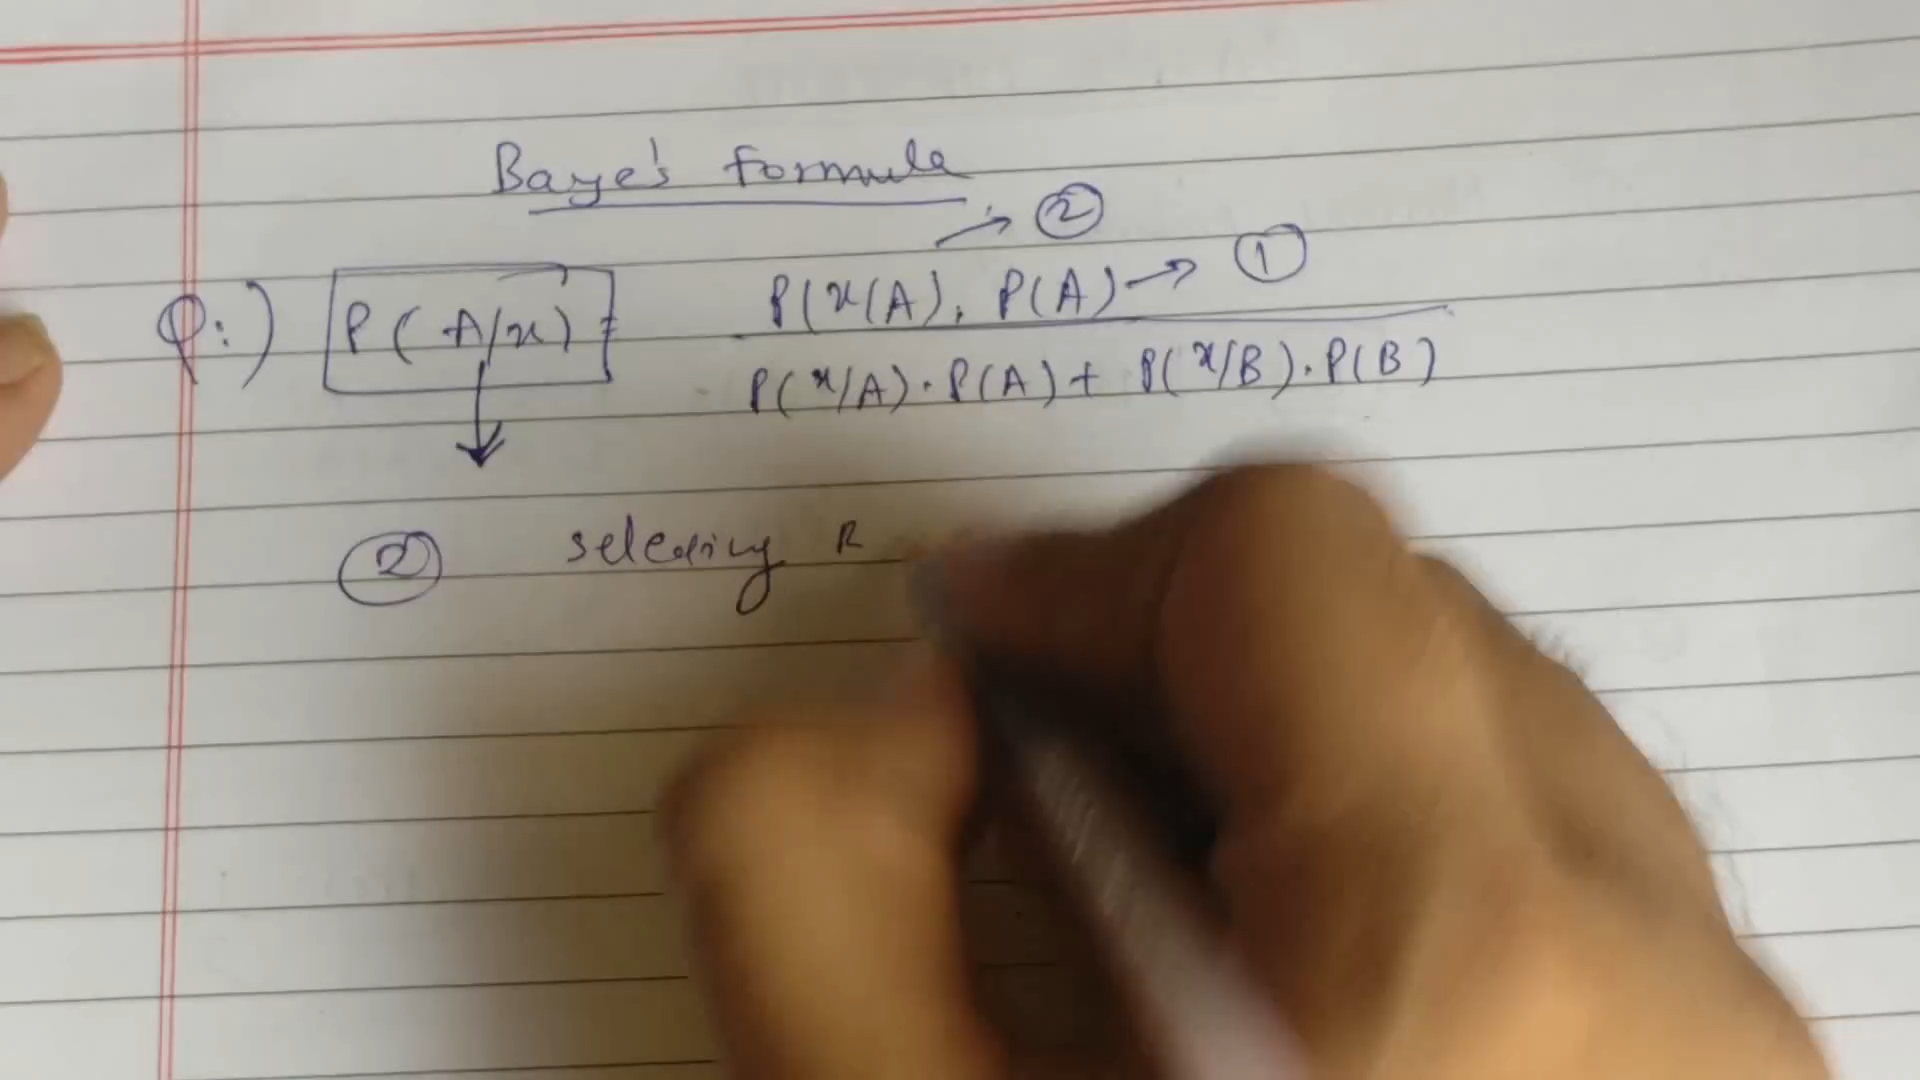 Baye's formula
②
Q:) P(A/x) = P(x(A). P(A) → ①
P(x/A).P(A) + P(x/B).P(B)
② selecting R